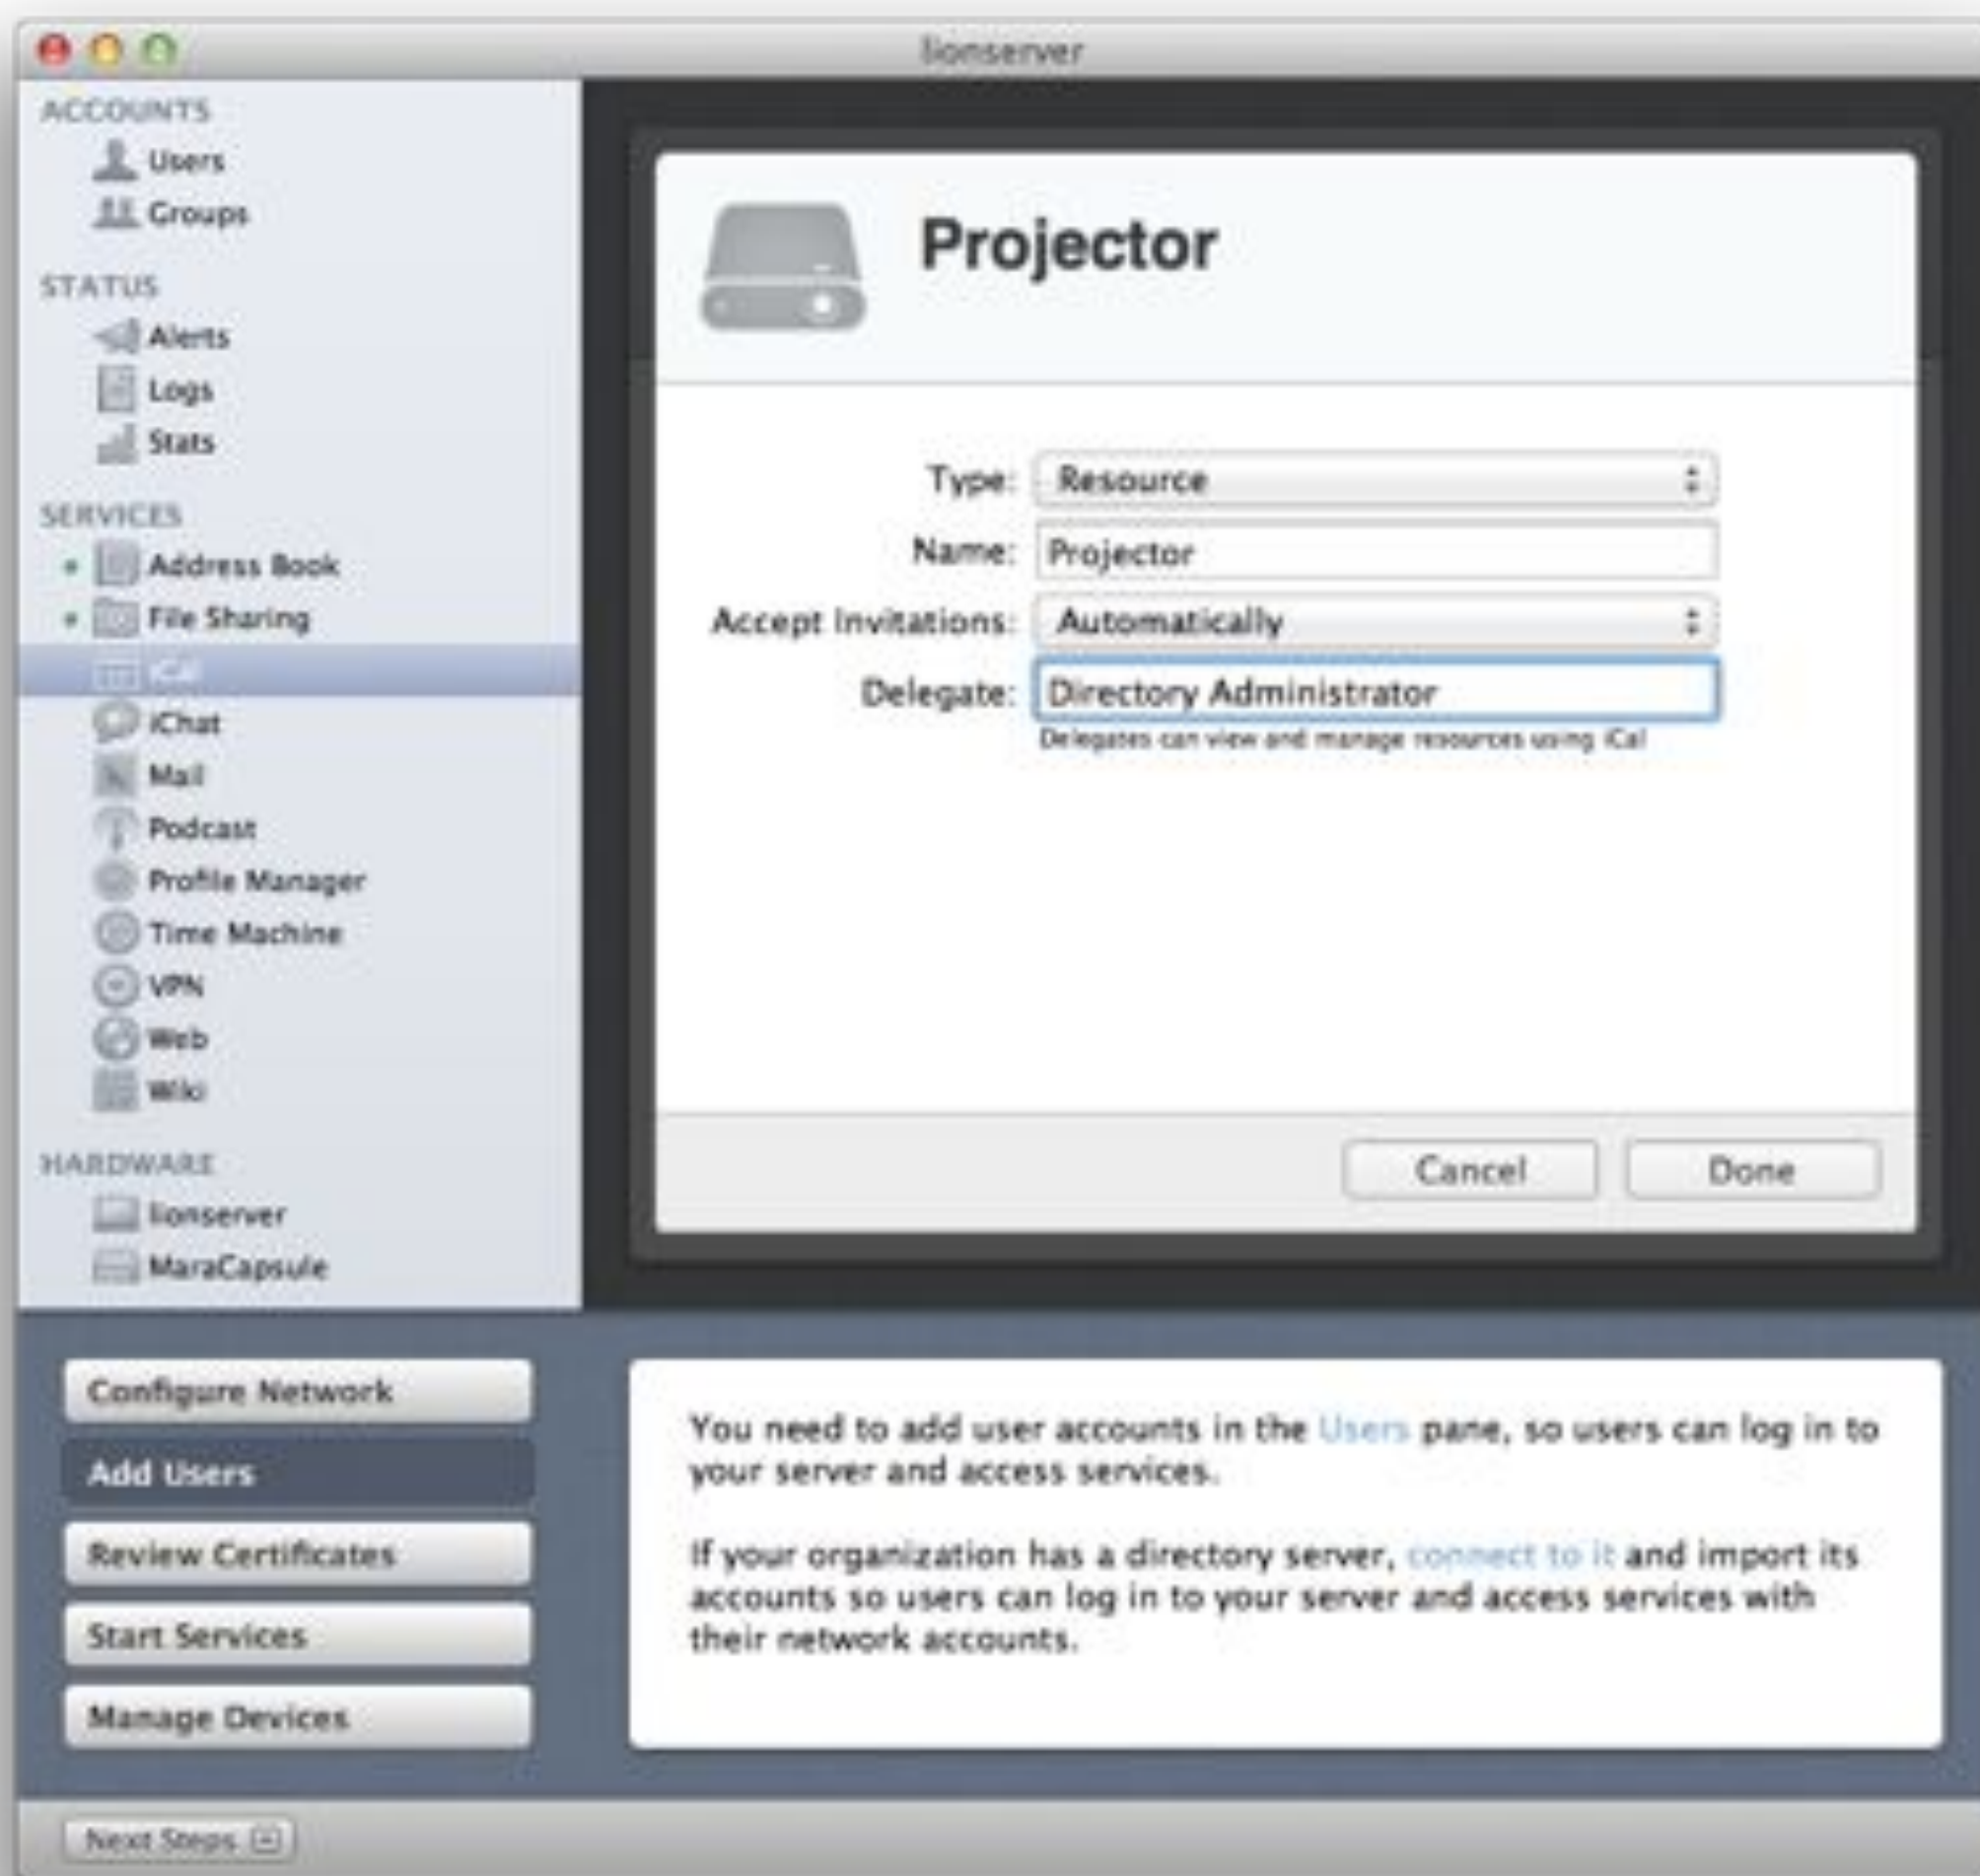 lionserver
ACCOUNTS
Users
Groups
STATUS
Alerts
Logs
Stats
SERVICES
Address Book
File Sharing
iCal
iChat
Mail
Podcast
Profile Manager
Time Machine
VPN
Web
Wiki
HARDWARE
lionserver
MaraCapsule
Projector
Type: Resource
Name: Projector
Accept Invitations: Automatically
Delegate: Directory Administrator
Delegates can view and manage resources using iCal
Cancel Done
Configure Network
Add Users
Review Certificates
Start Services
Manage Devices
You need to add user accounts in the Users pane, so users can log in to
your server and access services.
If your organization has a directory server, connect to it and import its
accounts so users can log in to your server and access services with
their network accounts.
Next Steps